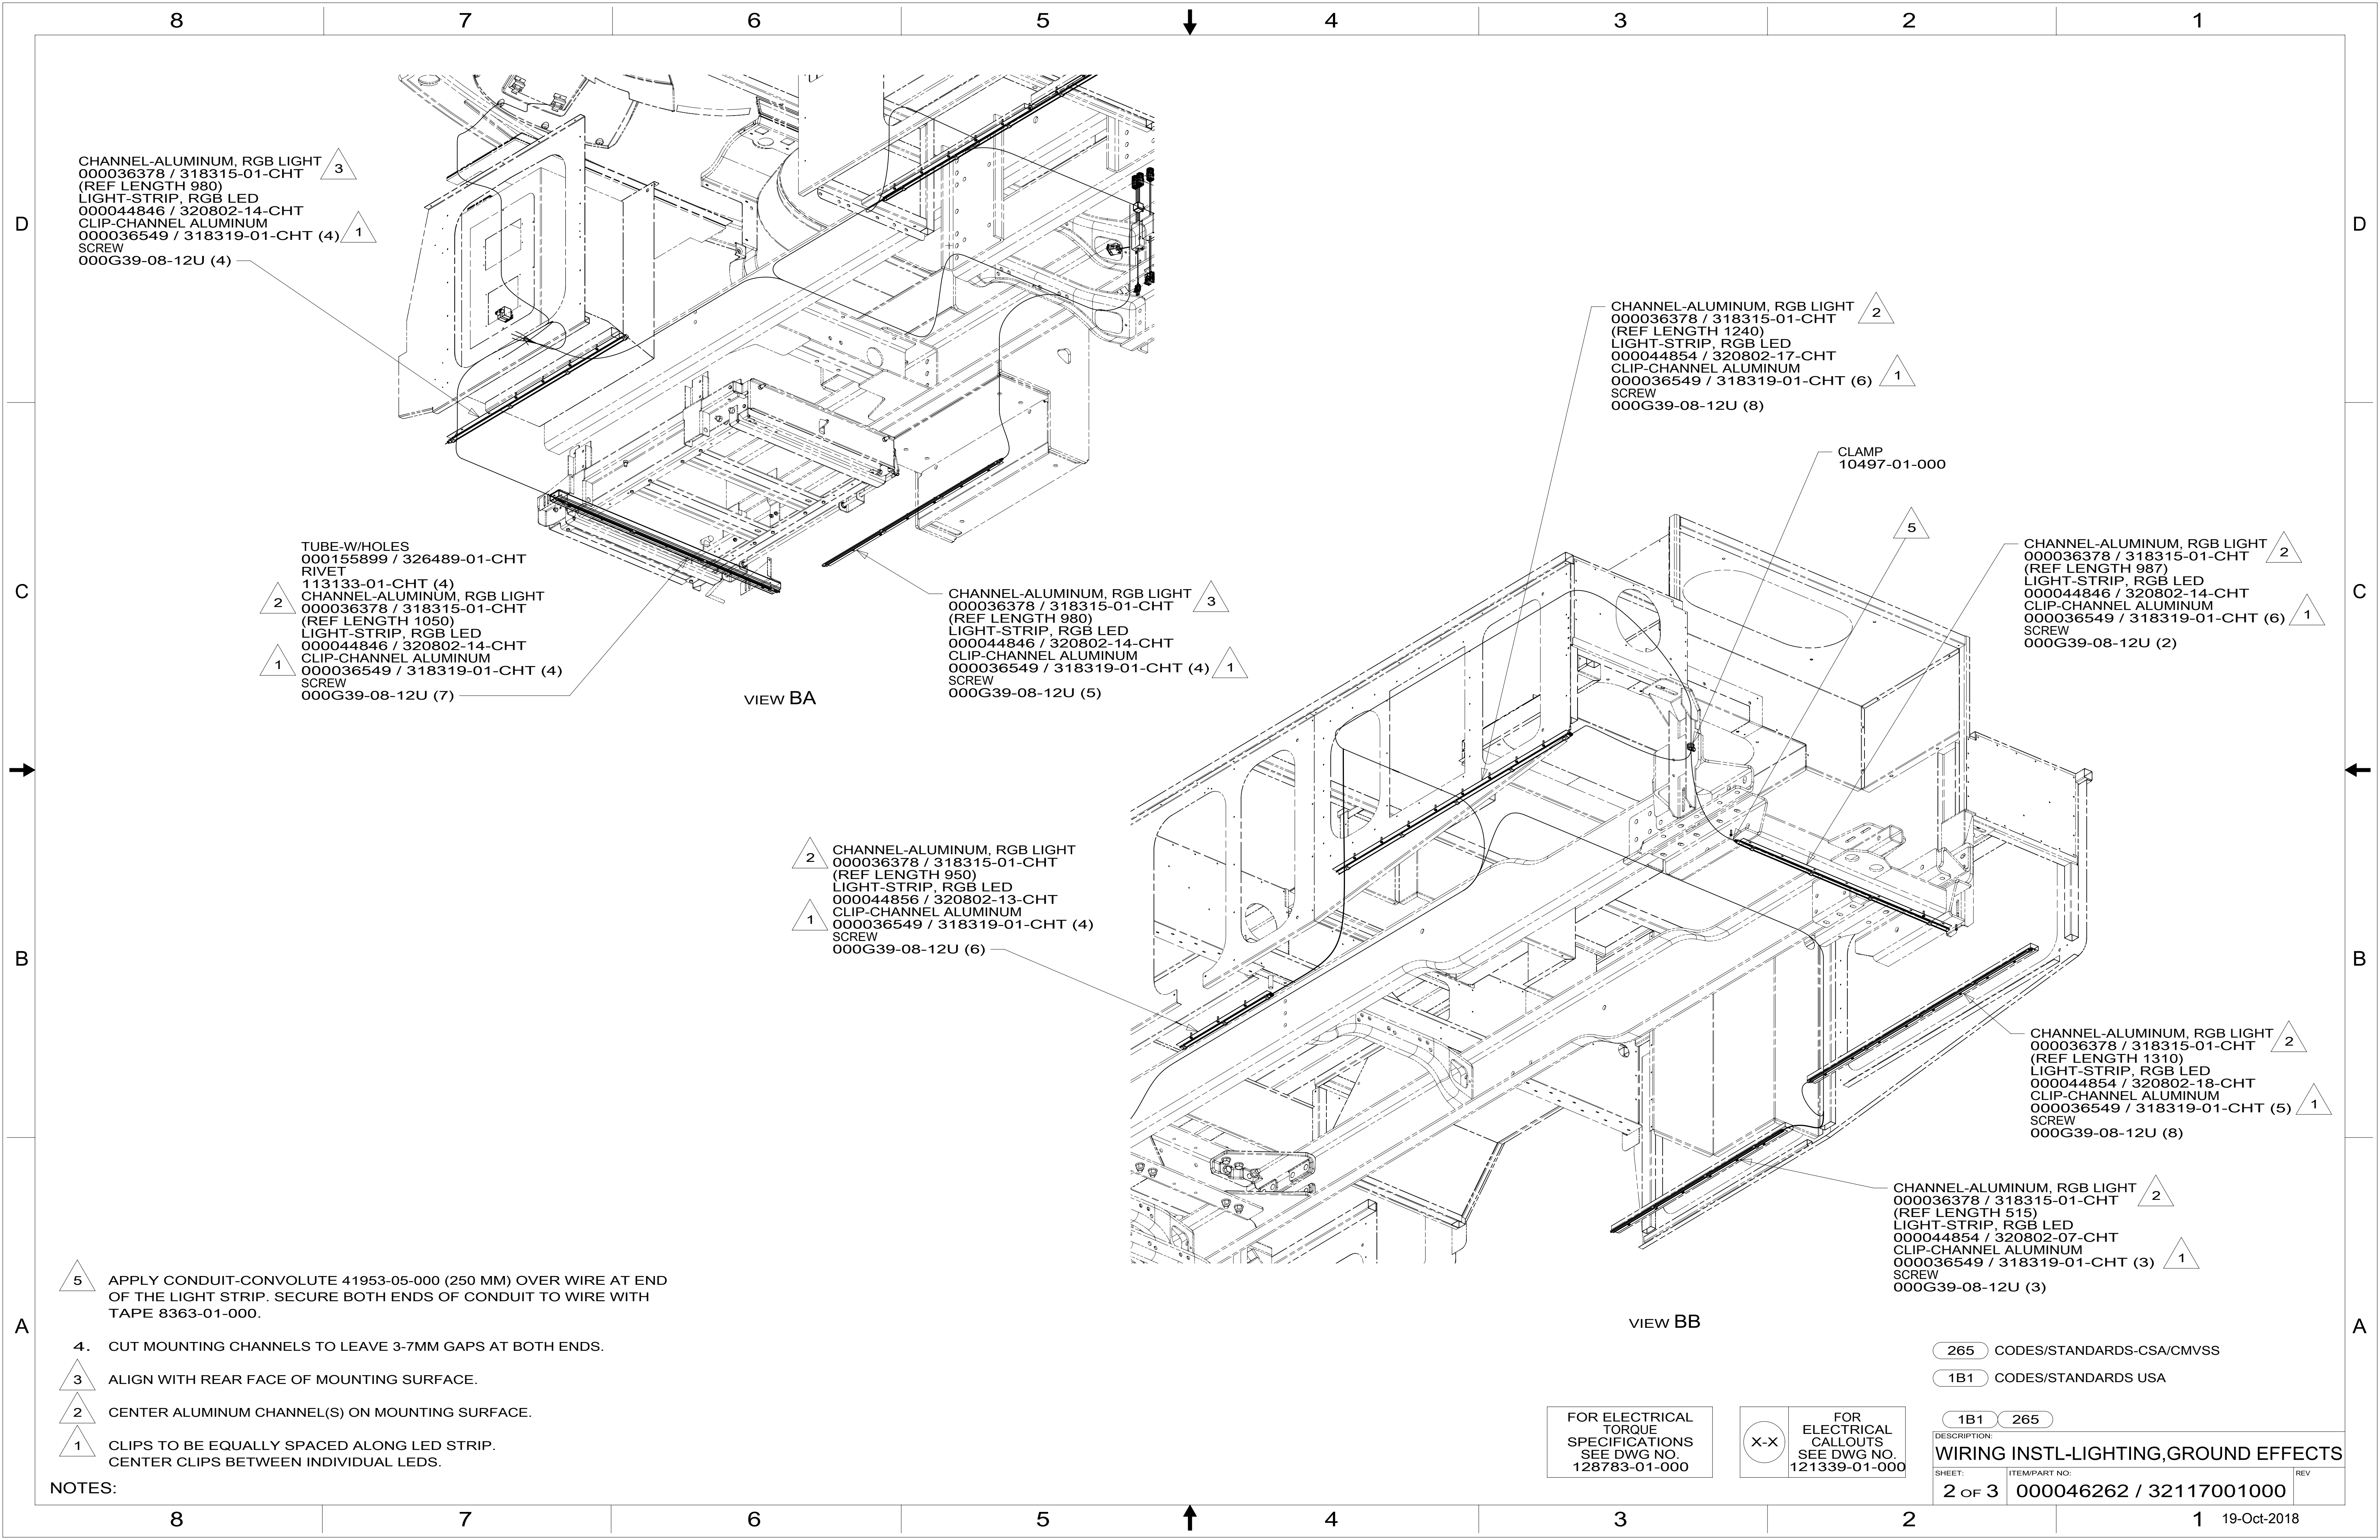 8 7 6 5 4 3 2 1
D
D
CHANNEL-ALUMINUM, RGB LIGHT 3
000036378 / 318315-01-CHT
(REF LENGTH 980)
LIGHT-STRIP, RGB LED
000044846 / 320802-14-CHT
CLIP-CHANNEL ALUMINUM
000036549 / 318319-01-CHT (4) 1
SCREW
000G39-08-12U (4)
CHANNEL-ALUMINUM, RGB LIGHT 2
000036378 / 318315-01-CHT
(REF LENGTH 1240)
LIGHT-STRIP, RGB LED
000044854 / 320802-17-CHT
CLIP-CHANNEL ALUMINUM
000036549 / 318319-01-CHT (6) 1
SCREW
000G39-08-12U (8)
CLAMP
10497-01-000
5
CHANNEL-ALUMINUM, RGB LIGHT 2
000036378 / 318315-01-CHT
(REF LENGTH 987)
LIGHT-STRIP, RGB LED
000044846 / 320802-14-CHT
CLIP-CHANNEL ALUMINUM
000036549 / 318319-01-CHT (6) 1
SCREW
000G39-08-12U (2)
C
C
TUBE-W/HOLES
000155899 / 326489-01-CHT
RIVET
113133-01-CHT (4)
2 CHANNEL-ALUMINUM, RGB LIGHT
000036378 / 318315-01-CHT
(REF LENGTH 1050)
LIGHT-STRIP, RGB LED
000044846 / 320802-14-CHT
1 CLIP-CHANNEL ALUMINUM
000036549 / 318319-01-CHT (4)
SCREW
000G39-08-12U (7)
CHANNEL-ALUMINUM, RGB LIGHT 3
000036378 / 318315-01-CHT
(REF LENGTH 980)
LIGHT-STRIP, RGB LED
000044846 / 320802-14-CHT
CLIP-CHANNEL ALUMINUM
000036549 / 318319-01-CHT (4) 1
SCREW
000G39-08-12U (5)
VIEW BA
2 CHANNEL-ALUMINUM, RGB LIGHT
000036378 / 318315-01-CHT
(REF LENGTH 950)
LIGHT-STRIP, RGB LED
000044856 / 320802-13-CHT
1 CLIP-CHANNEL ALUMINUM
000036549 / 318319-01-CHT (4)
SCREW
000G39-08-12U (6)
B
B
CHANNEL-ALUMINUM, RGB LIGHT 2
000036378 / 318315-01-CHT
(REF LENGTH 1310)
LIGHT-STRIP, RGB LED
000044854 / 320802-18-CHT
CLIP-CHANNEL ALUMINUM
000036549 / 318319-01-CHT (5) 1
SCREW
000G39-08-12U (8)
CHANNEL-ALUMINUM, RGB LIGHT 2
000036378 / 318315-01-CHT
(REF LENGTH 515)
LIGHT-STRIP, RGB LED
000044854 / 320802-07-CHT
CLIP-CHANNEL ALUMINUM
000036549 / 318319-01-CHT (3) 1
SCREW
000G39-08-12U (3)
VIEW BB
A
A
5 APPLY CONDUIT-CONVOLUTE 41953-05-000 (250 MM) OVER WIRE AT END
OF THE LIGHT STRIP. SECURE BOTH ENDS OF CONDUIT TO WIRE WITH
TAPE 8363-01-000.
4. CUT MOUNTING CHANNELS TO LEAVE 3-7MM GAPS AT BOTH ENDS.
3 ALIGN WITH REAR FACE OF MOUNTING SURFACE.
2 CENTER ALUMINUM CHANNEL(S) ON MOUNTING SURFACE.
1 CLIPS TO BE EQUALLY SPACED ALONG LED STRIP.
CENTER CLIPS BETWEEN INDIVIDUAL LEDS.
NOTES:
FOR ELECTRICAL
TORQUE
SPECIFICATIONS
SEE DWG NO.
128783-01-000
X-X
FOR
ELECTRICAL
CALLOUTS
SEE DWG NO.
121339-01-000
265 CODES/STANDARDS-CSA/CMVSS
1B1 CODES/STANDARDS USA
1B1 265
DESCRIPTION:
WIRING INSTL-LIGHTING,GROUND EFFECTS
SHEET: ITEM/PART NO: REV
2 OF 3 000046262 / 32117001000
8 7 6 5 4 3 2 1
19-Oct-2018